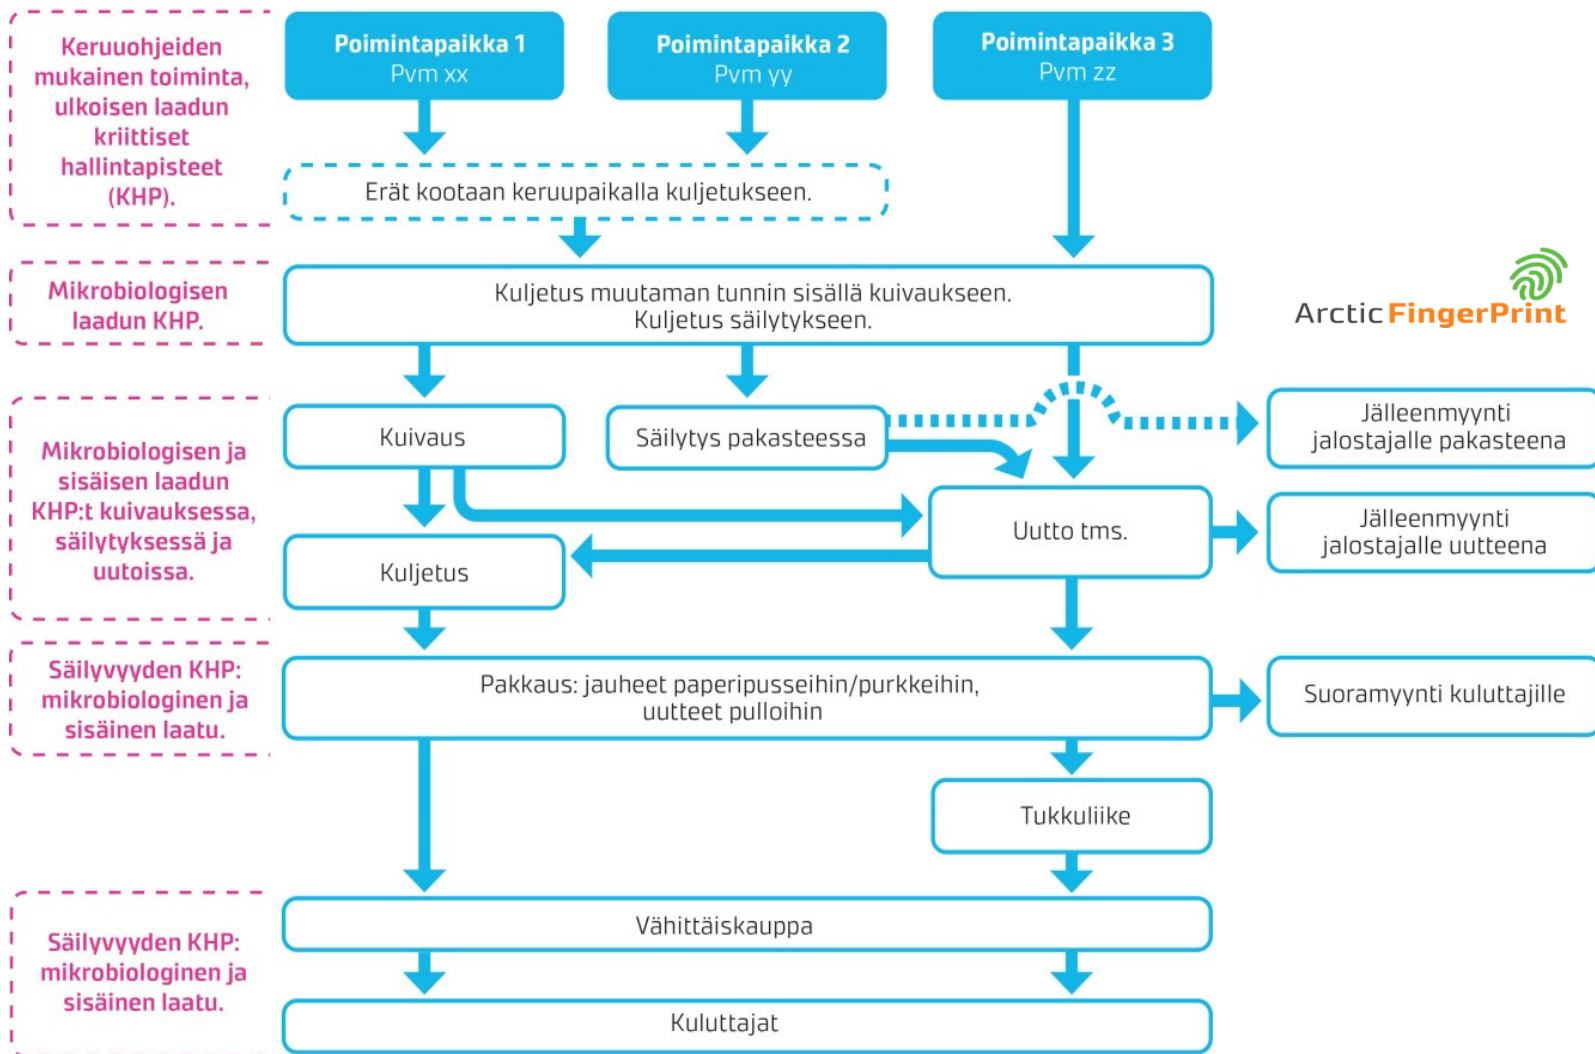 Keruuohjeiden
mukainen toiminta,
ulkoisen laadun
kriittiset
hallintapisteet
(KHP).
Poimintapaikka 1
Pvm xx
Poimintapaikka 2
Pvm yy
Poimintapaikka 3
Pvm zz
Erät kootaan keruupaikalla kuljetukseen.
Mikrobiologisen
laadun KHP.
Kuljetus muutaman tunnin sisällä kuivaukseen.
Kuljetus säilytykseen.
Arctic FingerPrint
Mikrobiologisen ja
sisäisen laadun
KHP:t kuivauksessa,
säilytyksessä ja
uutoissa.
Kuivaus
Säilytys pakasteessa
Jälleenmyynti
jalostajalle pakasteena
Kuljetus
Uutto tms.
Jälleenmyynti
jalostajalle uutteena
Säilyvyyden KHP:
mikrobiologinen ja
sisäinen laatu.
Pakkaus: jauheet paperipusseihin/purkkeihin,
uutteet pulloihin
Suoramyynti kuluttajille
Tukkuliike
Säilyvyyden KHP:
mikrobiologinen ja
sisäinen laatu.
Vähittäiskauppa
Kuluttajat